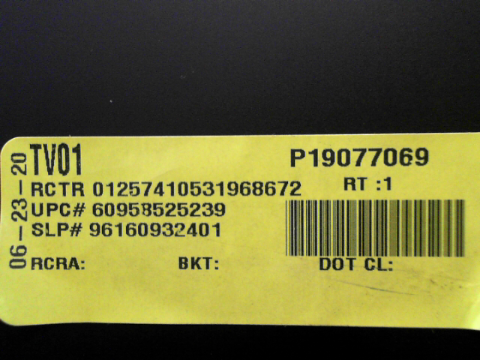 06-23-20
TV01 P19077069
RCTR 01257410531968672 RT :1
UPC# 60958525239
SLP# 96160932401
RCRA: BKT: DOT CL: